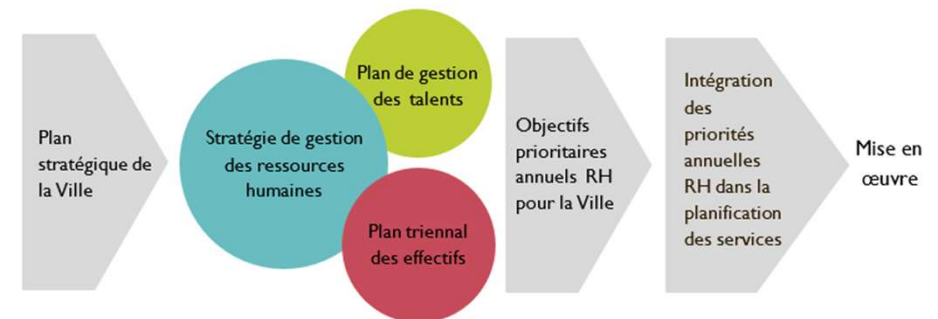 Plan
stratégique de
la Ville
Stratégie de gestion
des ressources
humaines
Plan de gestion
des talents
Plan triennal
des effectifs
Objectifs
prioritaires
annuels RH
pour la Ville
Intégration
des
priorités
annuelles
RH dans la
planification
des services
Mise en
œuvre